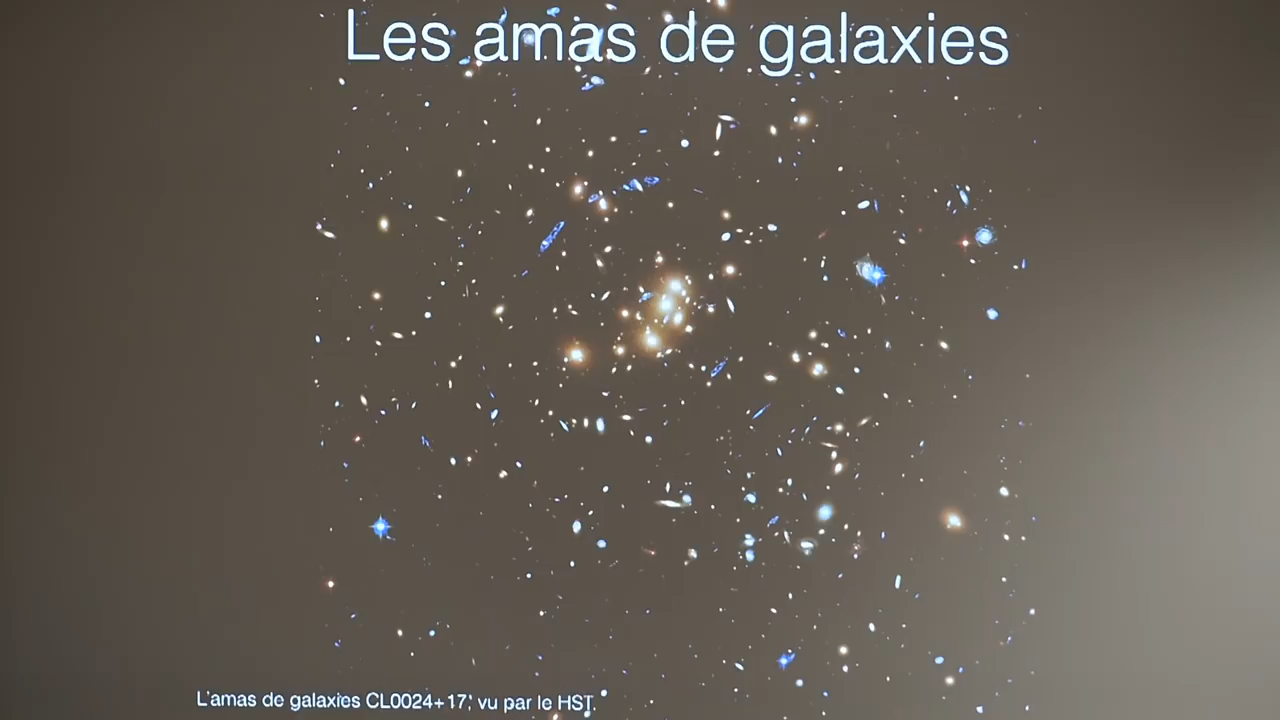 Les amas de galaxies
L'amas de galaxies CL0024+17, vu par le HST.